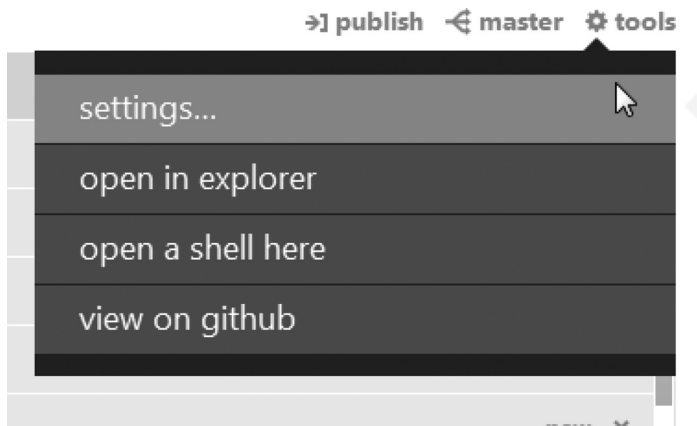 publish master tools
settings...
open in explorer
open a shell here
view on github